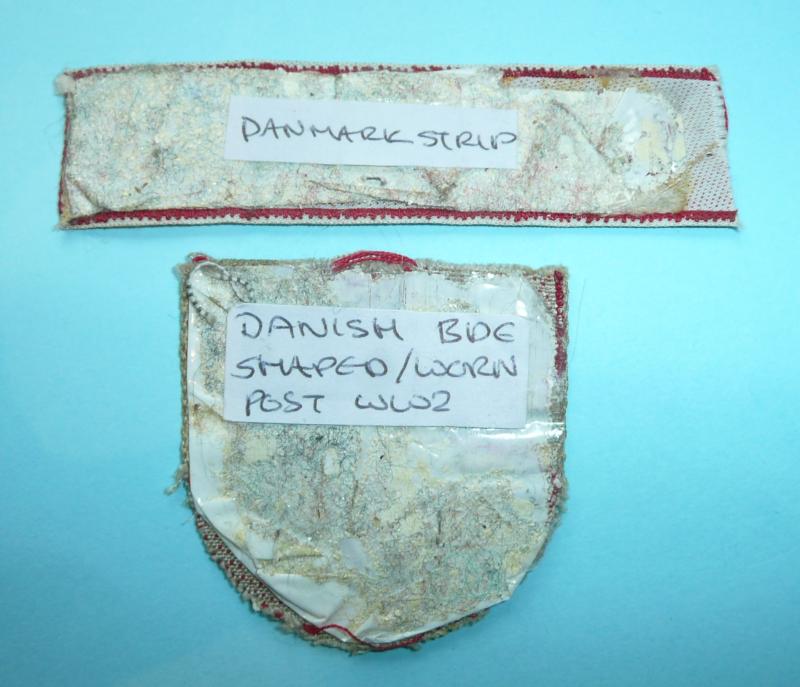 DANMARK STRIP
DANISH BDE
SHAPED/WORN
POST WW2